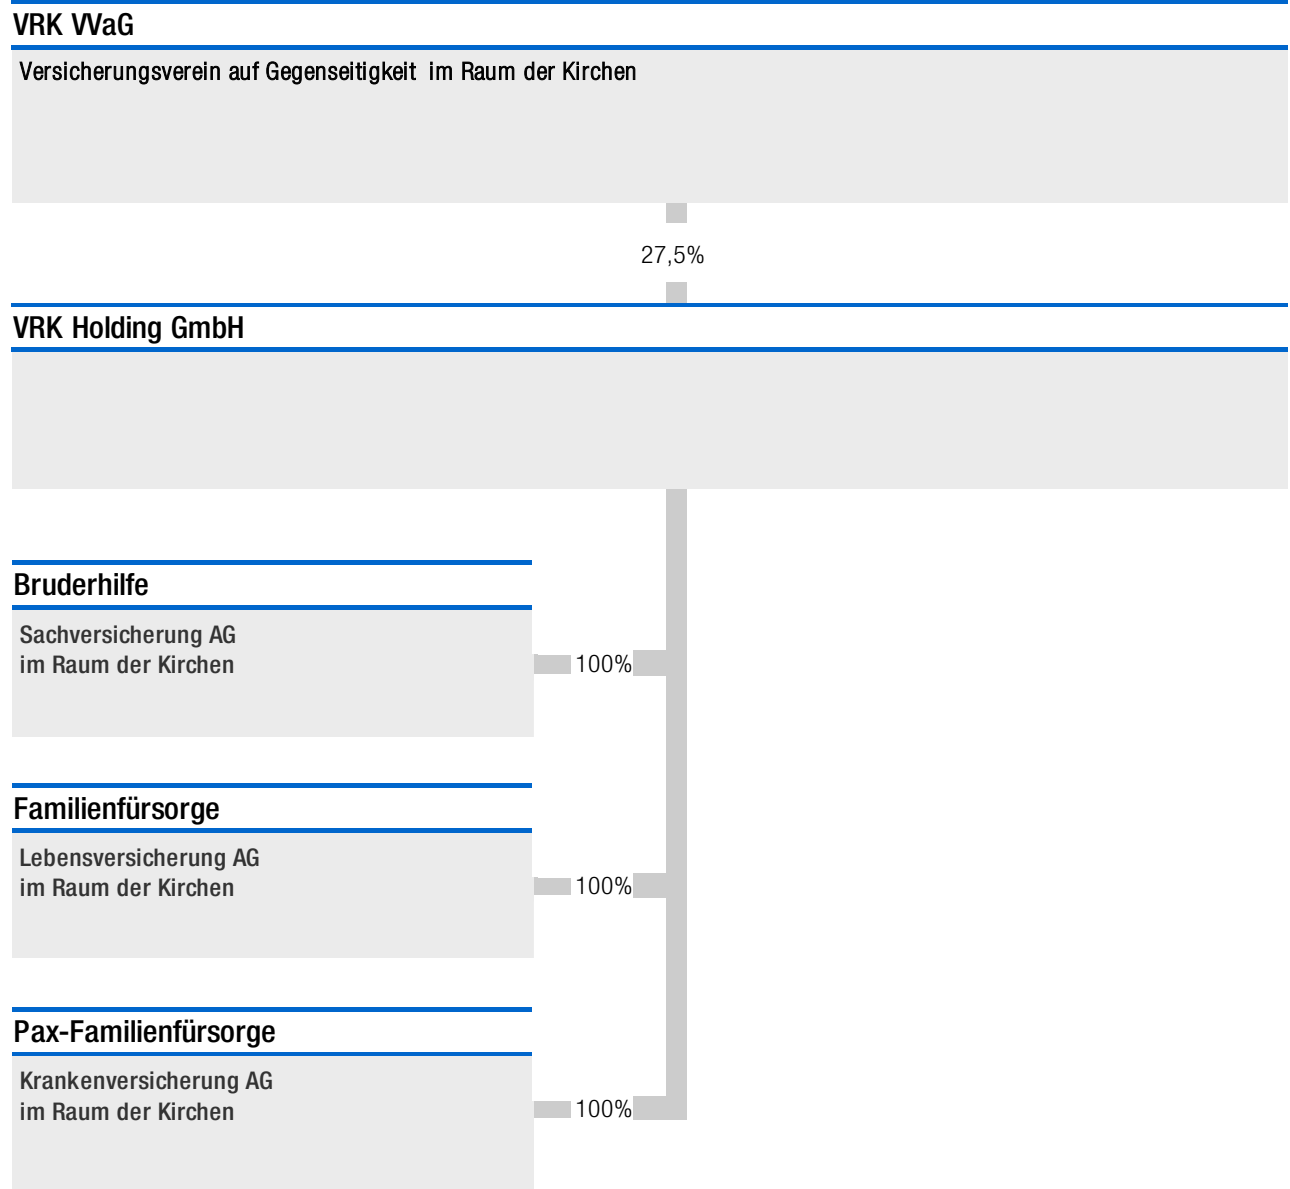 VRK VVaG
Versicherungsverein auf Gegenseitigkeit im Raum der Kirchen
27,5%
VRK Holding GmbH
Bruderhilfe
Sachversicherung AG
im Raum der Kirchen
100%
Familienfürsorge
Lebensversicherung AG
im Raum der Kirchen
100%
Pax-Familienfürsorge
Krankenversicherung AG
im Raum der Kirchen
100%